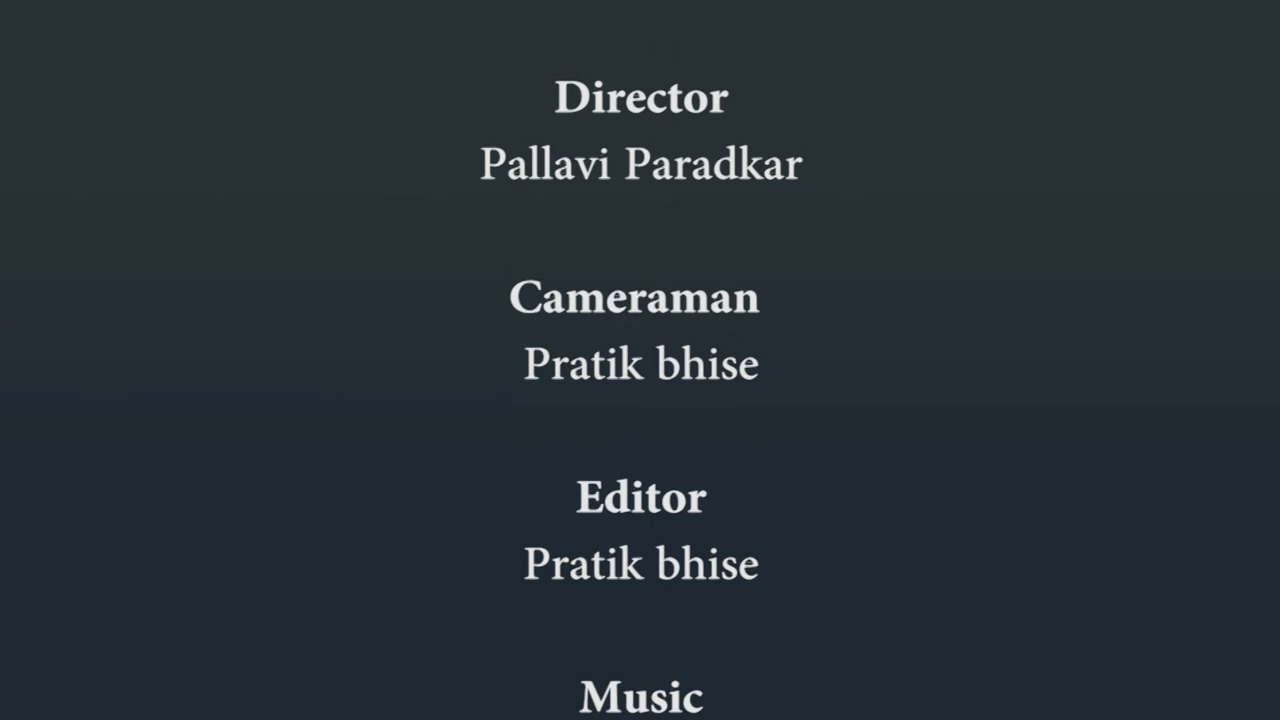 Director
Pallavi Paradkar
Cameraman
Pratik bhise
Editor
Pratik bhise
Music